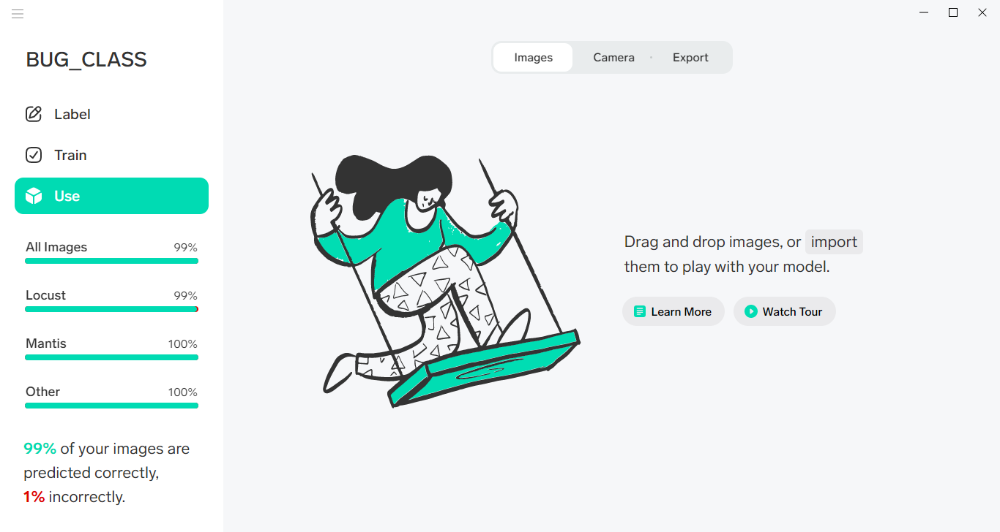 BUG_CLASS
Label
Train
Use
All Images 99%
Locust 99%
Mantis 100%
Other 100%
99% of your images are
predicted correctly,
1% incorrectly.
Images Camera Export
Drag and drop images, or import
them to play with your model.
Learn More Watch Tour